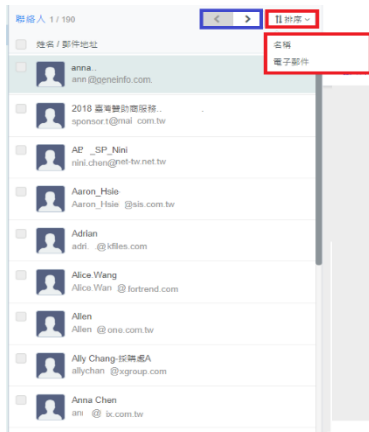 聯絡人 1 / 190
< >
排序
名稱
電子郵件
姓名 / 郵件地址
anna..
ann @geneinfo.com.
2018 臺灣贊助商服務..
sponsor.t@mai com.tw
AE _SP_Nini
nini.chen@net-tw.net.tw
Aaron_Hsie
Aaron_Hsie @sis.com.tw
Adrian
adri. .@kfiles.com
Alice.Wang
Alice.Wan @fortrend.com
Allen
Allen @one.com.tw
Ally Chang-採購處A
allychan @xgroup.com
Anna Chen
ani @ ix.com.tw